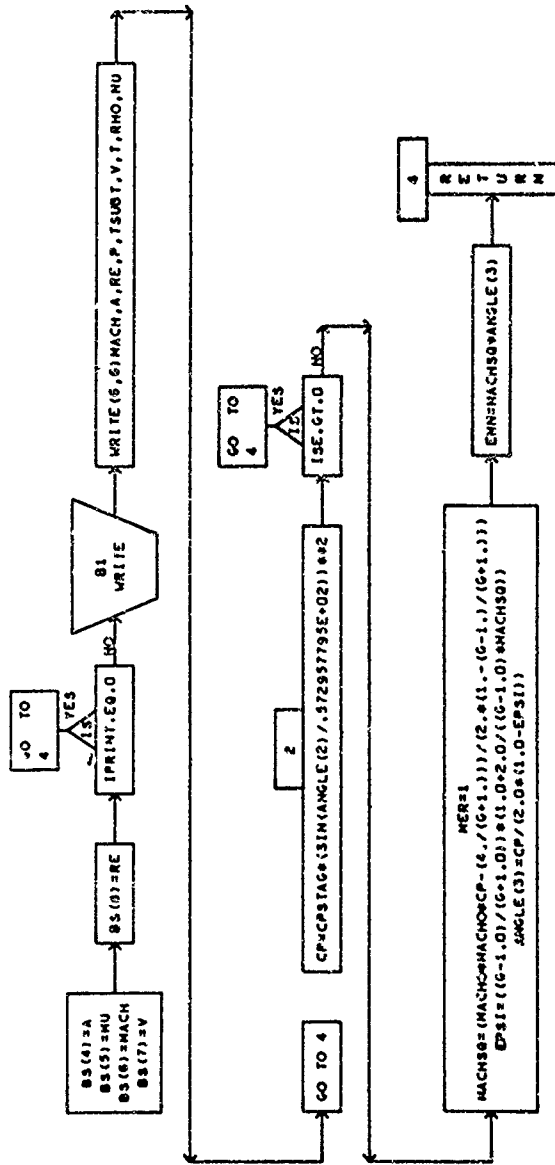 BS(4)=A
BS(5)=MU
BS(6)=MACH
BS(7)=V
BS(8)=RE
GO TO
4
YES
IS
IPRINT.EQ.0
NO
81
WRITE
WRITE(6,6)MACH,A,RE,P,TSUBT,V,T,RHO,MU
GO TO 4
2
CP=CPSTAG*(SIN(ANGLE(2)/.572957795E+02))**2
GO TO
4
YES
IS
ISE.GT.0
NO
MER=1
MACHSQ=(MACHO*MACHO*CP-(4./(G+1.)))/(2.*(1.-(G-1.)/(G+1.)))
EPSI=((G-1.0)/(G+1.0))*(1.0+2.0/((G-1.0)*MACHSQ))
ANGLE(3)=CP/(2.0*(1.0-EPSI))
EMN=MACHSQ*ANGLE(3)
4
RETURN